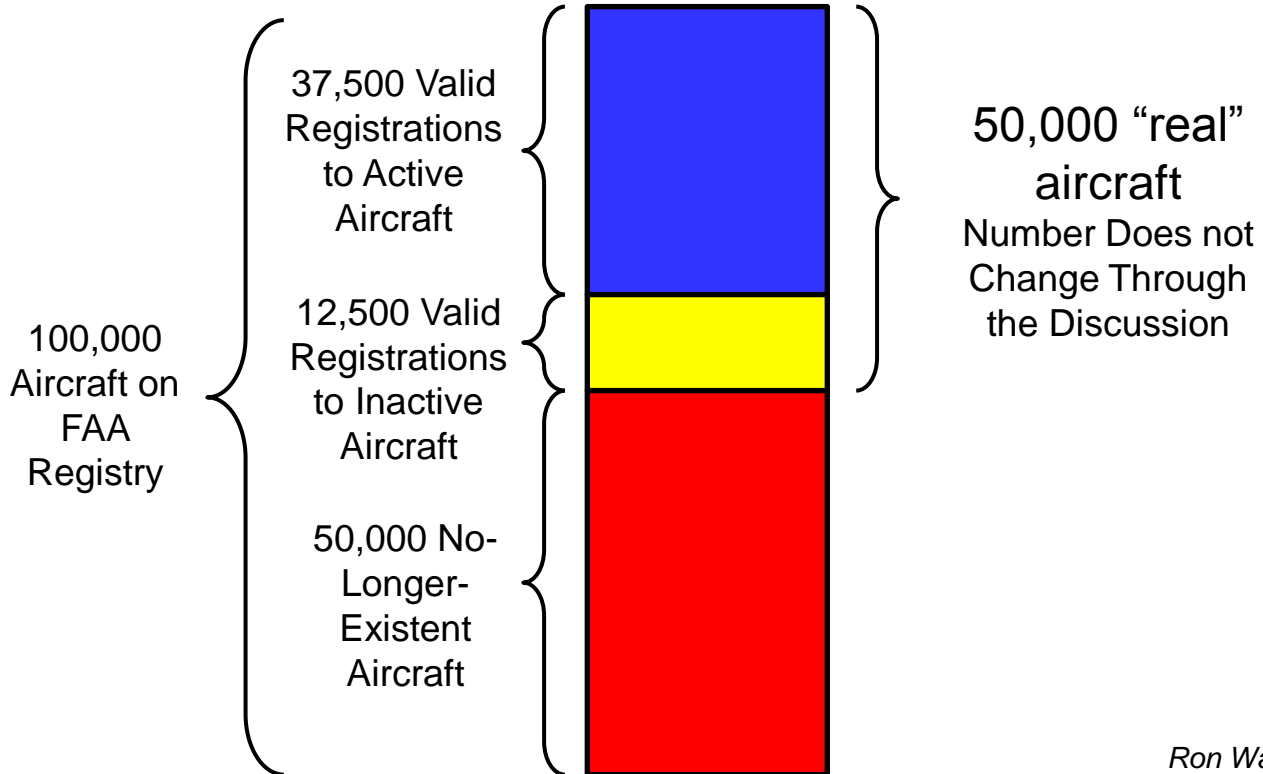 100,000
Aircraft on
FAA
Registry
37,500 Valid
Registrations
to Active
Aircraft
12,500 Valid
Registrations
to Inactive
Aircraft
50,000 No-
Longer-
Existent
Aircraft
50,000 “real”
aircraft
Number Does not
Change Through
the Discussion
Ron